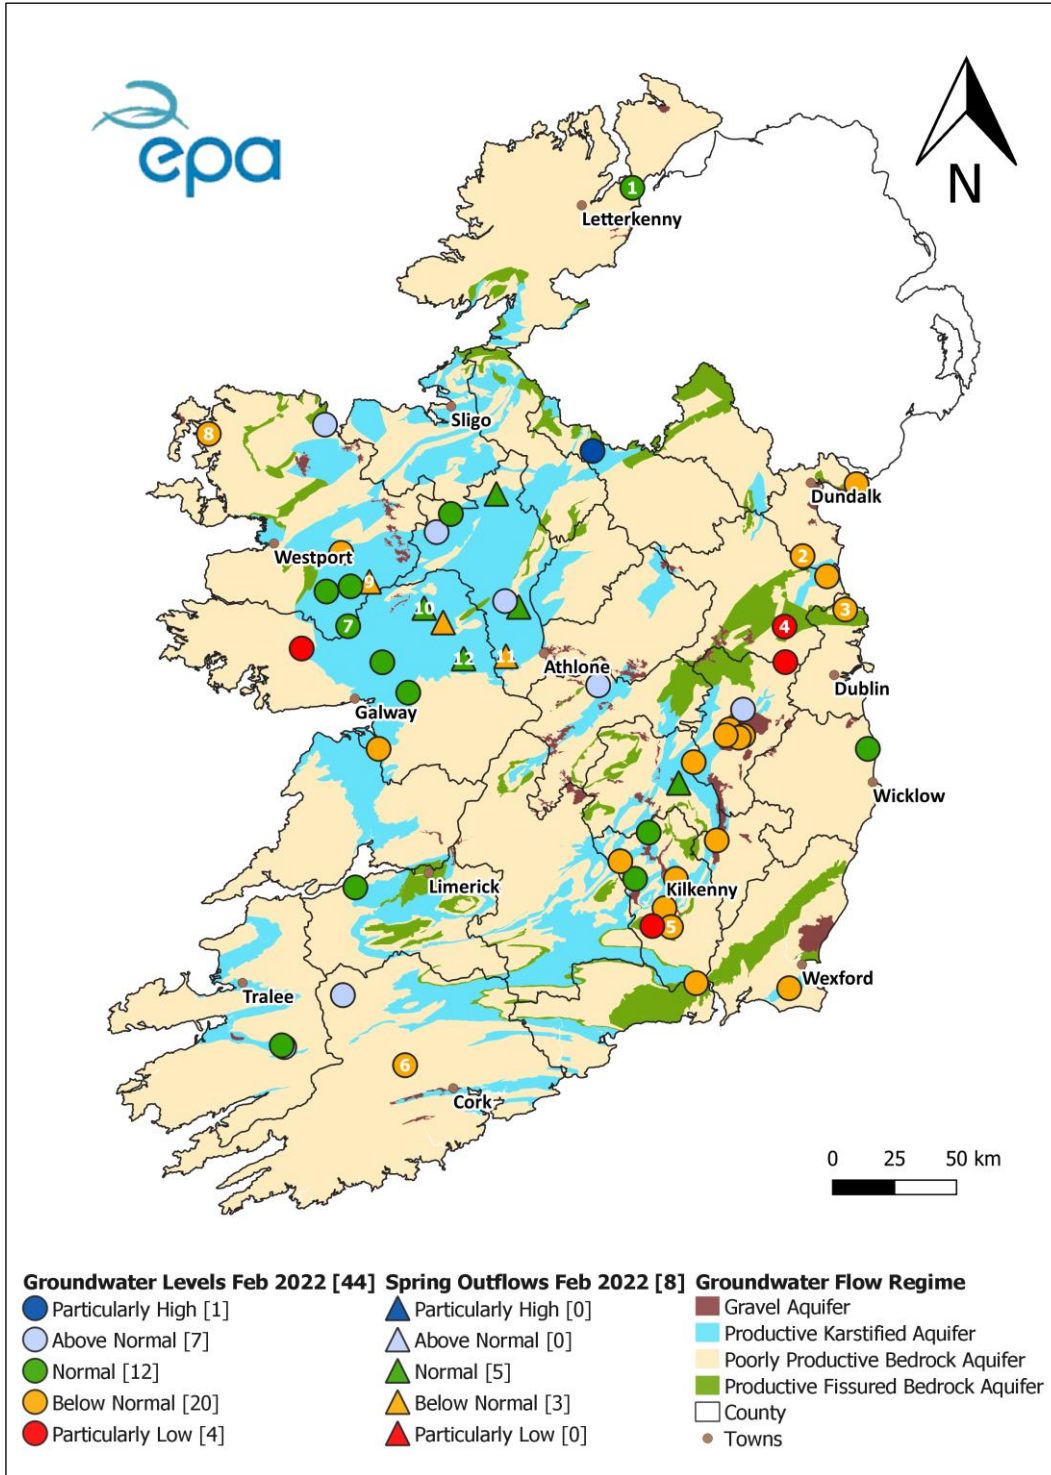 epa
N
1
Letterkenny
Sligo
8
Dundalk
Westport
2
9
10
3
7
4
12
11
Athlone
Dublin
Galway
Wicklow
Limerick
Kilkenny
5
Wexford
Tralee
6
Cork
0 25 50 km
Groundwater Levels Feb 2022 [44]
Particularly High [1]
Above Normal [7]
Normal [12]
Below Normal [20]
Particularly Low [4]
Spring Outflows Feb 2022 [8]
Particularly High [0]
Above Normal [0]
Normal [5]
Below Normal [3]
Particularly Low [0]
Groundwater Flow Regime
Gravel Aquifer
Productive Karstified Aquifer
Poorly Productive Bedrock Aquifer
Productive Fissured Bedrock Aquifer
County
Towns